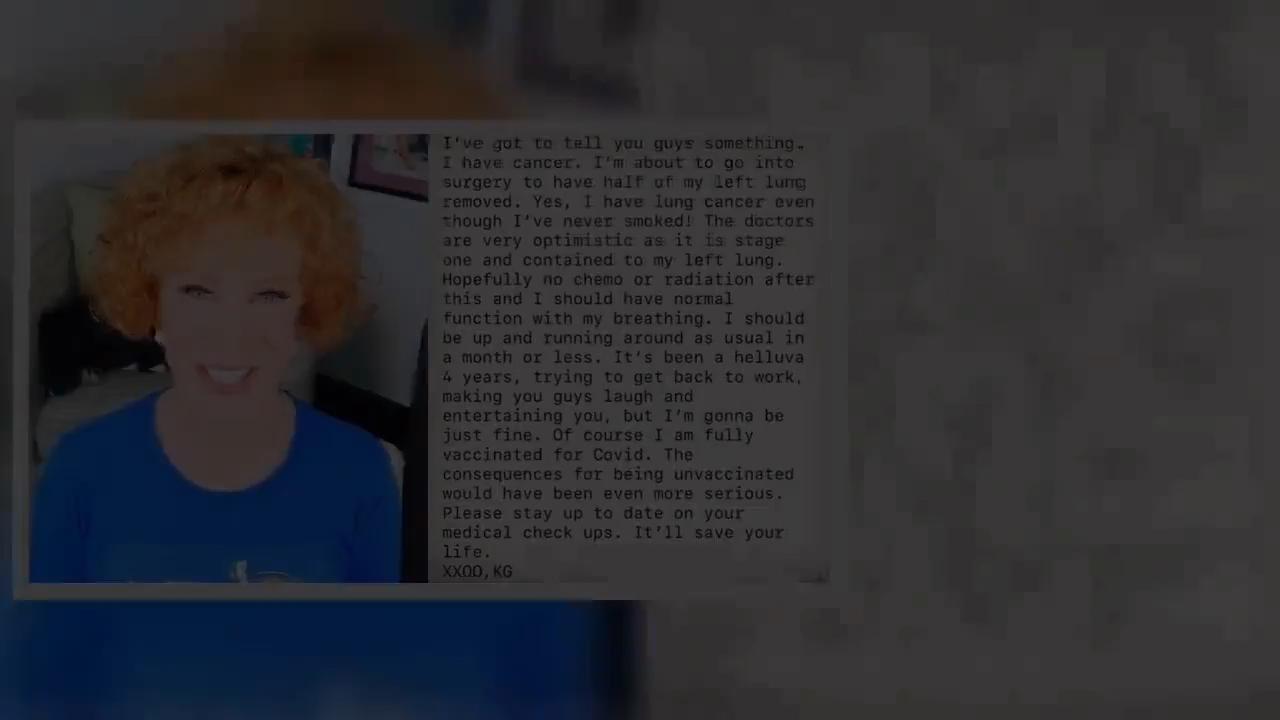 I've got to tell you guys something.
I have cancer. I'm about to go into
surgery to have half of my left lung
removed. Yes, I have lung cancer even
though I've never smoked! The doctors
are very optimistic as it is stage
one and contained to my left lung.
Hopefully no chemo or radiation after
this and I should have normal
function with my breathing. I should
be up and running around as usual in
a month or less. It's been a helluva
4 years, trying to get back to work,
making you guys laugh and
entertaining you, but I'm gonna be
just fine. Of course I am fully
vaccinated for Covid. The
consequences for being unvaccinated
would have been even more serious.
Please stay up to date on your
medical check ups. It'll save your
life.
XXOO,KG